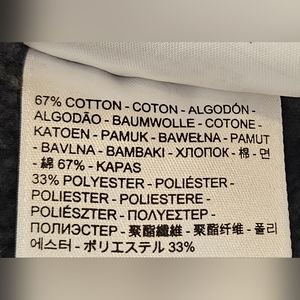 67% COTTON - COTON - ALGODÓN -
ALGODÃO - BAUMWOLLE - COTONE -
KATOEN - PAMUK - BAWEŁNA - PAMUT
- BAVLNA - BAMBAKI - ХЛОПОК - 棉 - 면
- 綿 67% - KAPAS
33% POLYESTER - POLIÉSTER -
POLIESTER - POLIESTERE -
POLIÉSZTER - ПОЛУЕСТЕР -
ПОЛИЭСТЕР - 聚酯纖維 - 聚酯纤维 - 폴리
에스터 - ポリエステル 33%